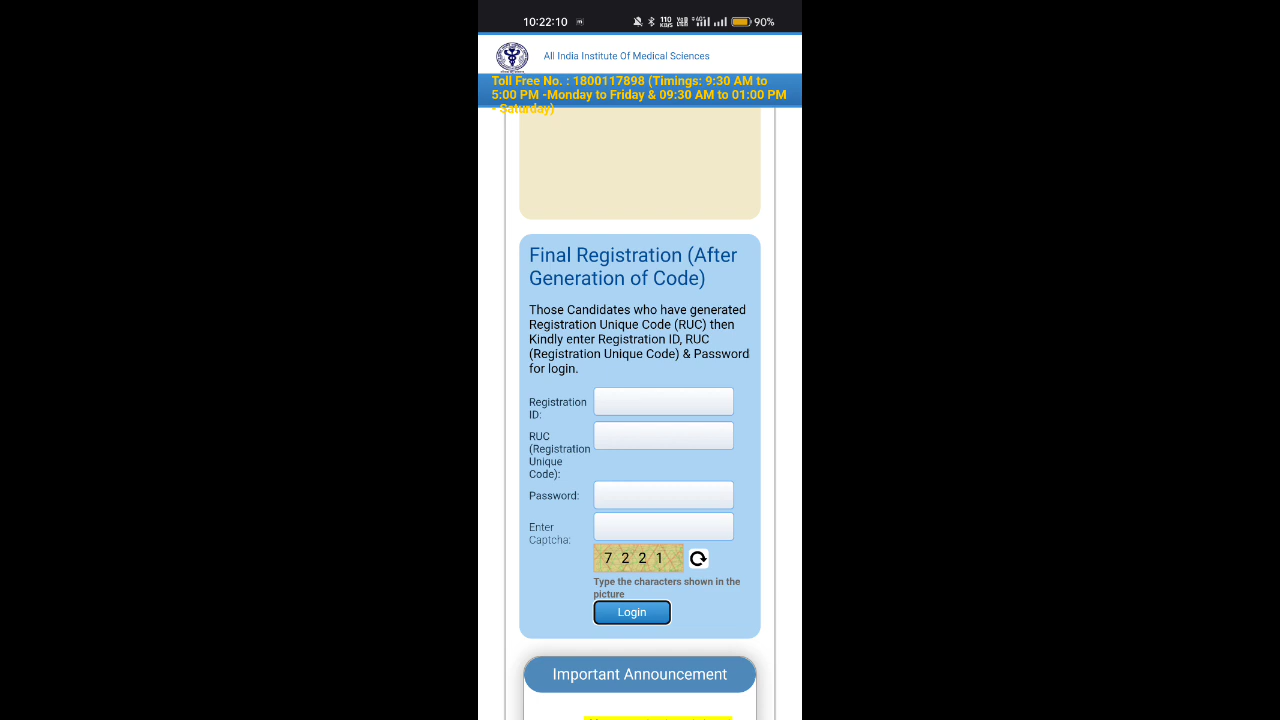 10:22:10
90%
All India Institute Of Medical Sciences
Toll Free No. : 1800117898 (Timings: 9:30 AM to
5:00 PM -Monday to Friday & 09:30 AM to 01:00 PM
- Saturday)
Final Registration (After
Generation of Code)
Those Candidates who have generated
Registration Unique Code (RUC) then
Kindly enter Registration ID, RUC
(Registration Unique Code) & Password
for login.
Registration
ID:
RUC
(Registration
Unique
Code):
Password:
Enter
Captcha:
7 2 2 1
Type the characters shown in the
picture
Login
Important Announcement